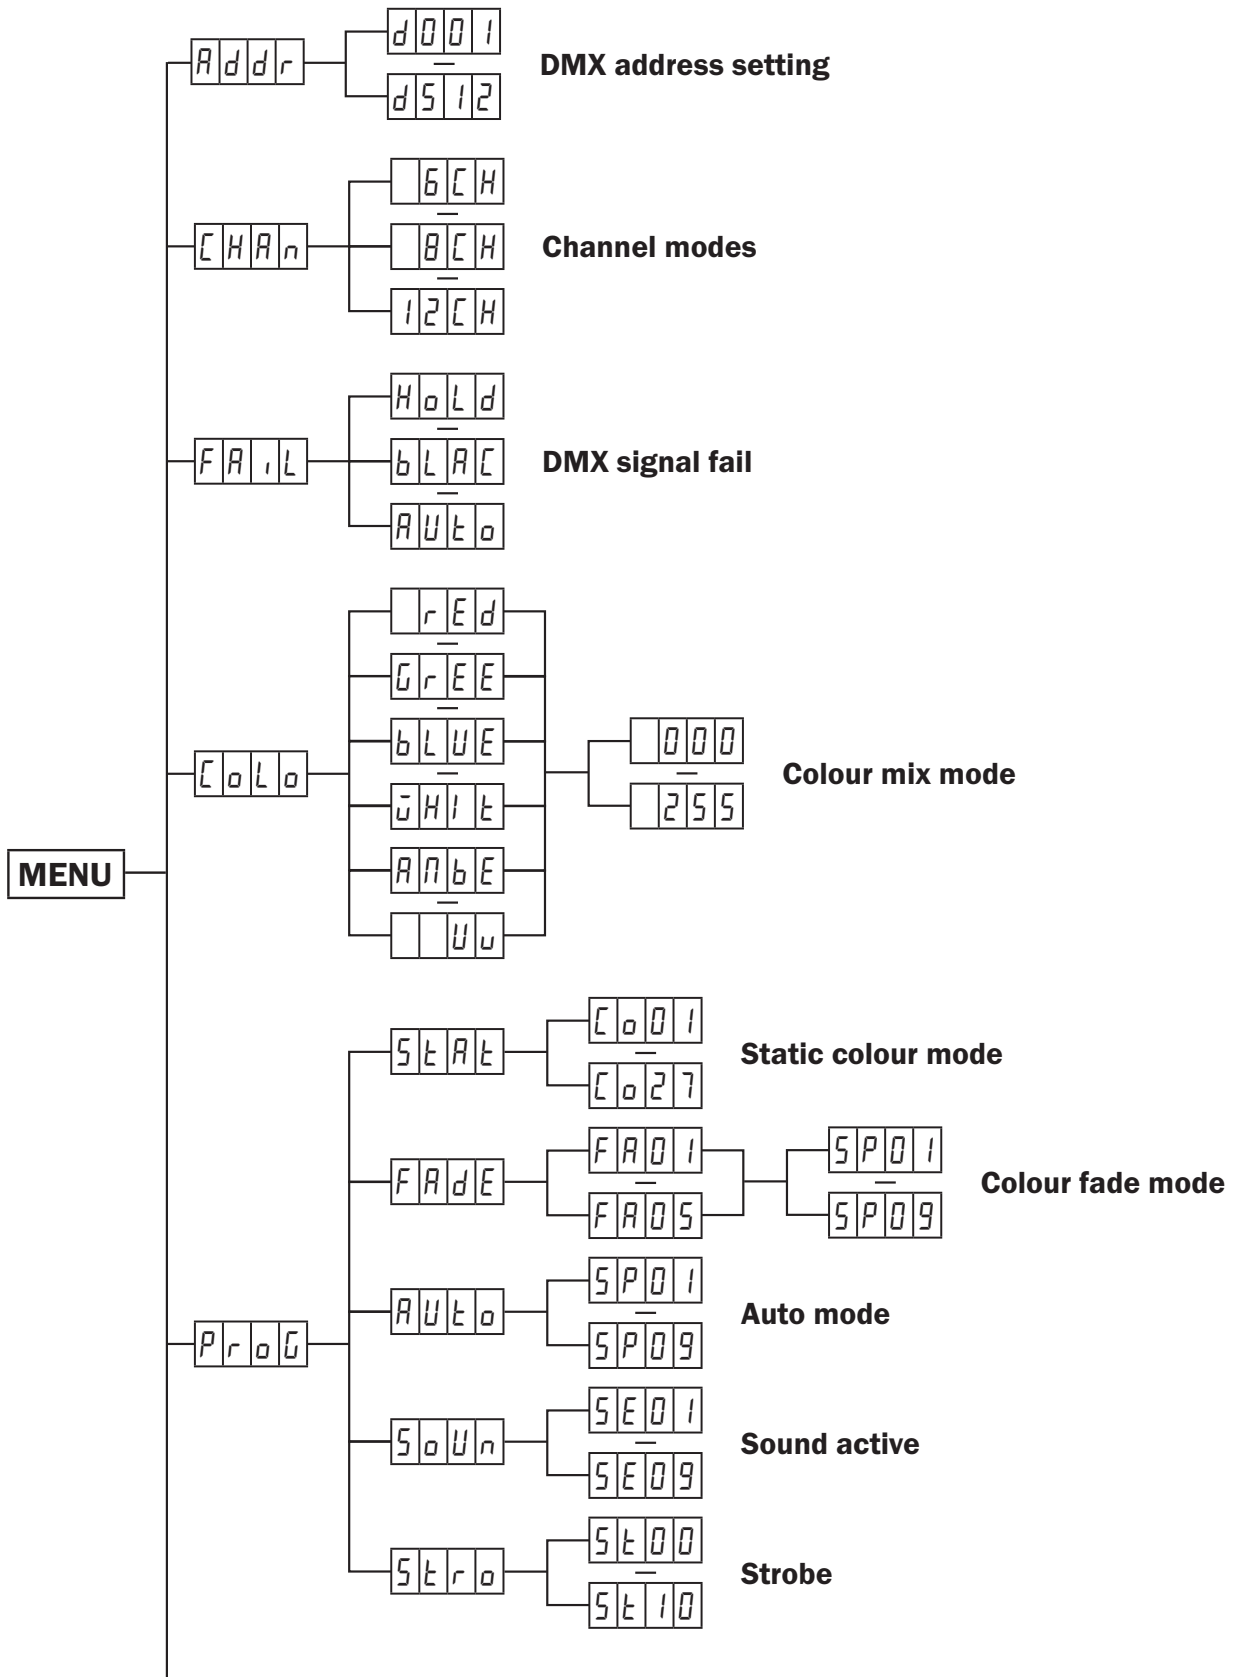 d001
Addr
DMX address setting
d512
6CH
CHAn
8CH
Channel modes
12CH
HoLd
FAiL
bLAC
DMX signal fail
AUto
rEd
GrEE
bLUE
000
CoLo
Colour mix mode
WHIt
255
MENU
AMbE
Uv
Co01
StAt
Static colour mode
Co27
FA01
SP01
FAdE
Colour fade mode
FA05
SP09
SP01
AUto
Auto mode
SP09
ProG
SE01
SoUn
Sound active
SE09
St00
Stro
Strobe
St10